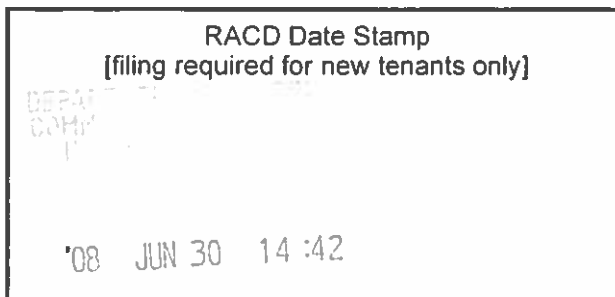 RACD Date Stamp
[filing required for new tenants only]
'08 JUN 30 14:42